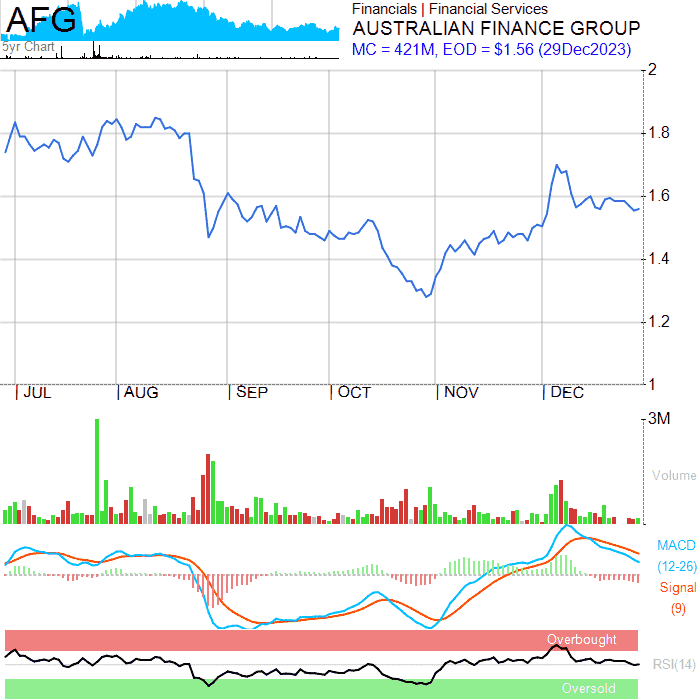 AFG
5yr Chart
Financials | Financial Services
AUSTRALIAN FINANCE GROUP
MC = 421M, EOD = $1.56 (29Dec2023)
2
1.8
1.6
1.4
1.2
1
JUL AUG SEP OCT NOV DEC
3M
Volume
MACD
(12-26)
Signal
(9)
Overbought
RSI(14)
Oversold